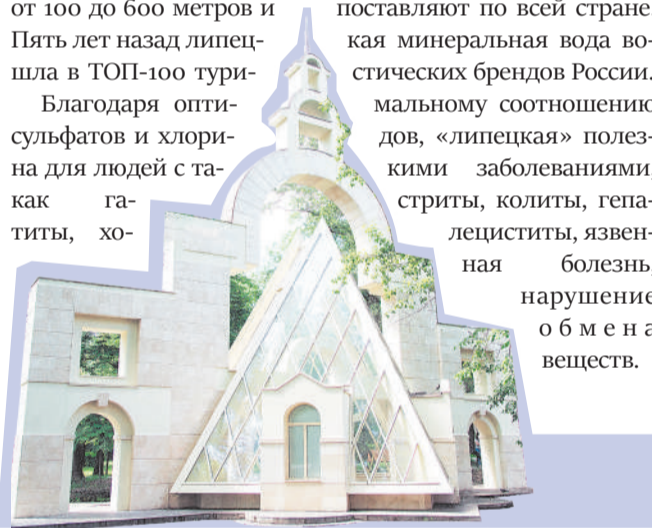 от 100 до 600 метров и поставляют по всей стране.
Пять лет назад липец- кая минеральная вода во-
шла в ТОП-100 тури- стических брендов России.
Благодаря опти- мальному соотношению
сульфатов и хлори- дов, «липецкая» полез-
на для людей с та- кими заболеваниями,
как га- стриты, колиты, гепа-
титы, хо- лециститы, язвен-
ная болезнь,
нарушение
обмена
веществ.